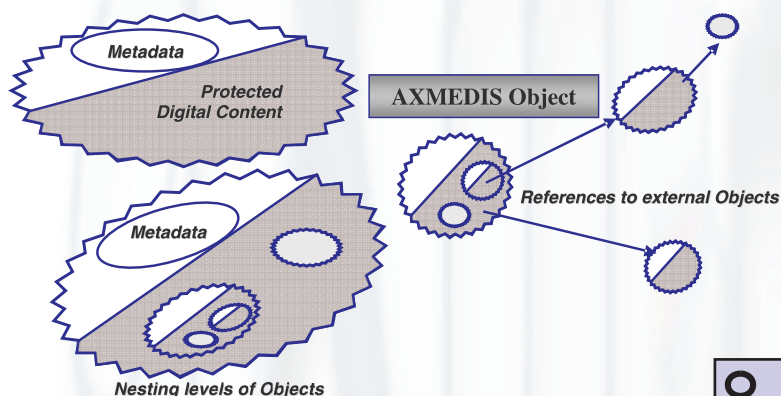 Metadata
Protected
Digital Content
AXMEDIS Object
References to external Objects
Metadata
Nesting levels of Objects